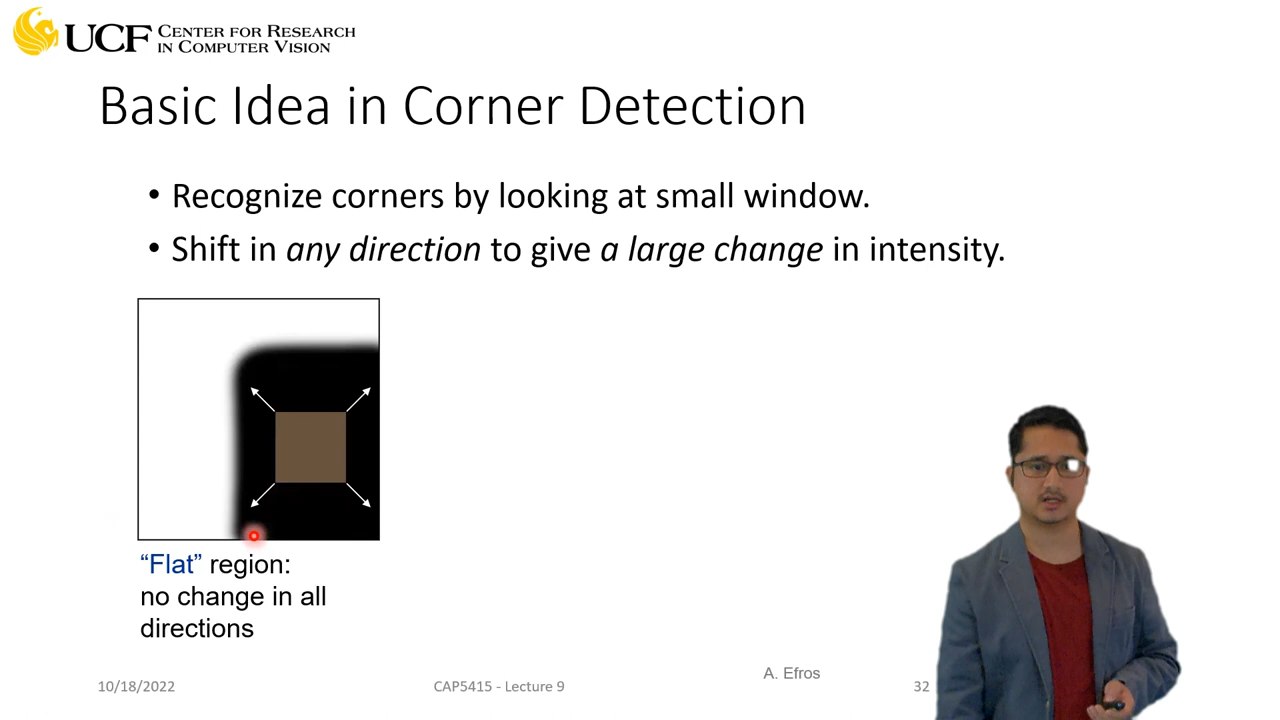 UCF CENTER FOR RESEARCH
IN COMPUTER VISION
Basic Idea in Corner Detection
• Recognize corners by looking at small window.
• Shift in any direction to give a large change in intensity.
“Flat” region:
no change in all
directions
10/18/2022
CAP5415 - Lecture 9
A. Efros
32